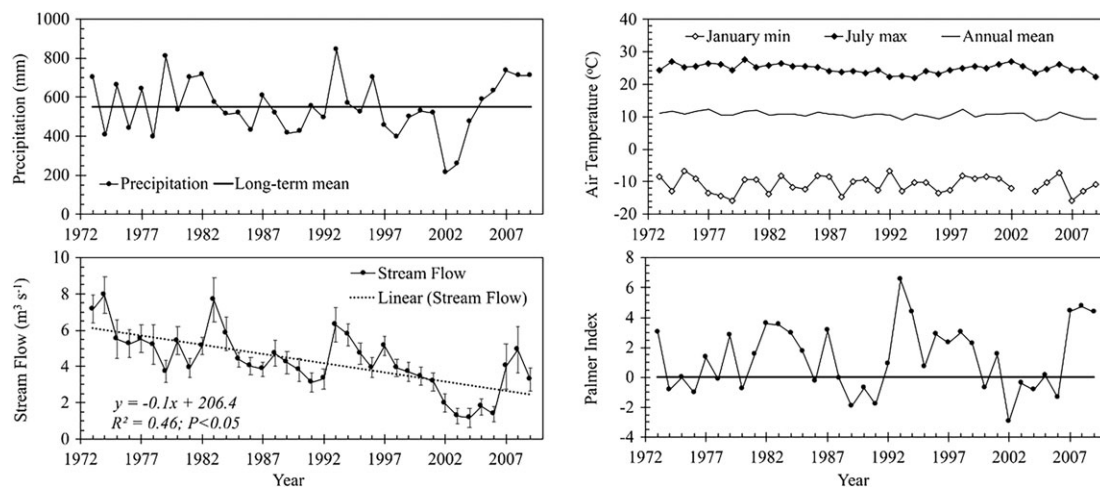 1000
800
600
400
200
0
Precipitation (mm)
Precipitation Long-term mean
1972 1977 1982 1987 1992 1997 2002 2007
January min July max Annual mean
40
30
20
10
0
-10
-20
Air Temperature (ºC)
1972 1977 1982 1987 1992 1997 2002 2007
10
8
6
4
2
0
Stream Flow (m³ s⁻¹)
Stream Flow
Linear (Stream Flow)
y = -0.1x + 206.4
R² = 0.46; P<0.05
1972 1977 1982 1987 1992 1997 2002 2007
Year
8
6
4
2
0
-2
4
Palmer Index
1972 1977 1982 1987 1992 1997 2002 2007
Year